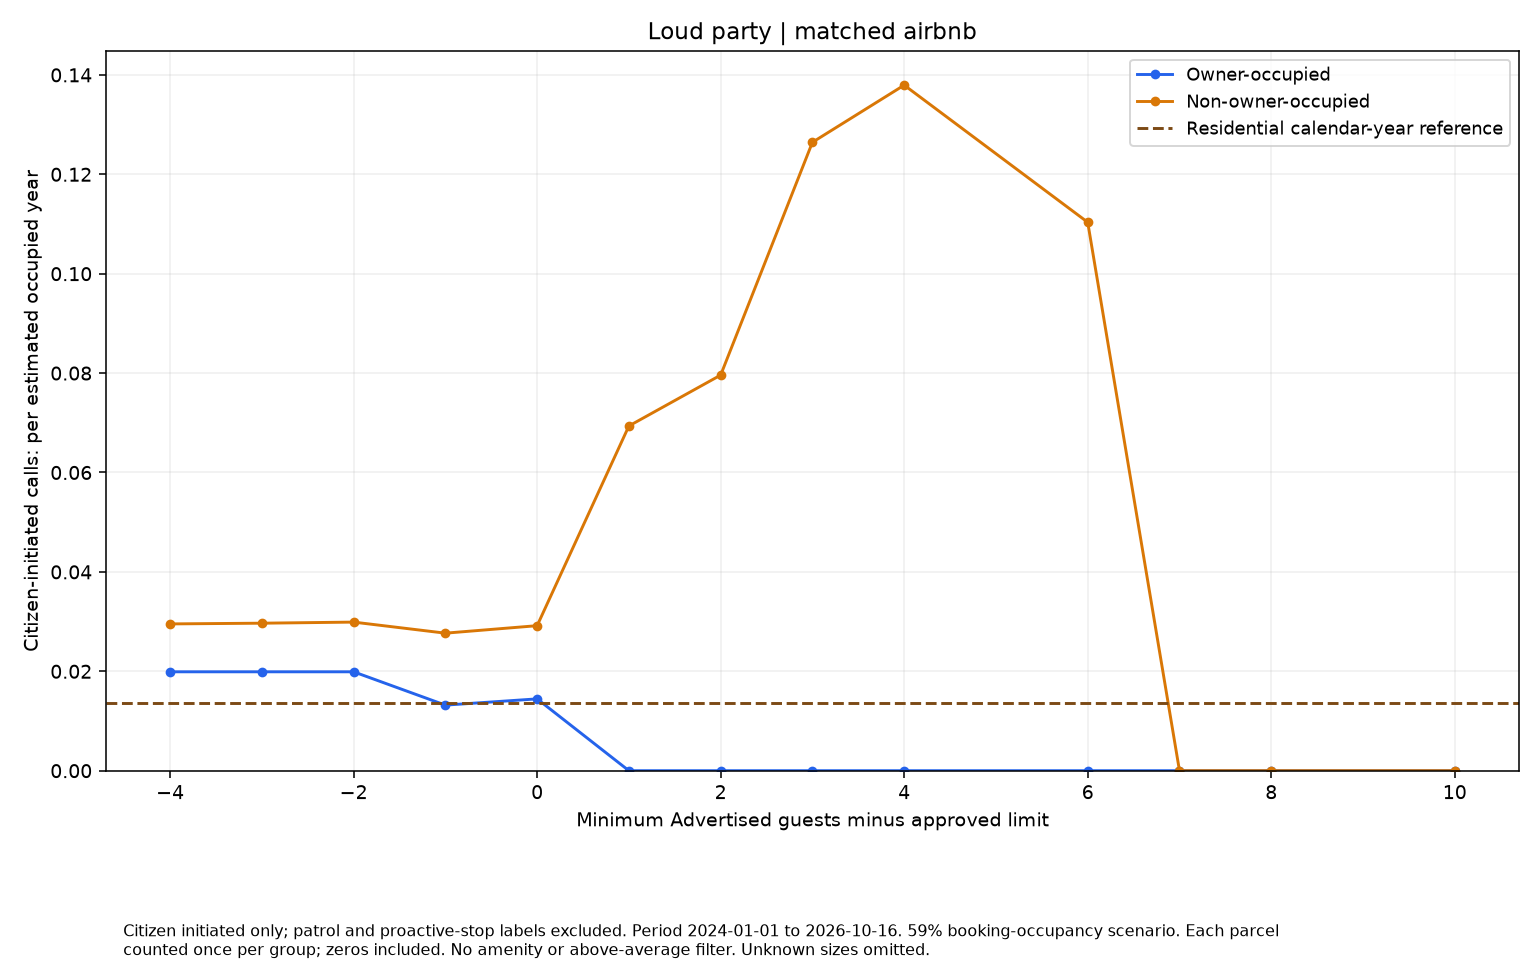 Loud party | matched airbnb
Owner-occupied
Non-owner-occupied
Residential calendar-year reference
Citizen-initiated calls: per estimated occupied year
0.14
0.12
0.10
0.08
0.06
0.04
0.02
0.00
−4 −2 0 2 4 6 8 10
Minimum Advertised guests minus approved limit
Citizen initiated only; patrol and proactive-stop labels excluded. Period 2024-01-01 to 2026-10-16. 59% booking-occupancy scenario. Each parcel
counted once per group; zeros included. No amenity or above-average filter. Unknown sizes omitted.